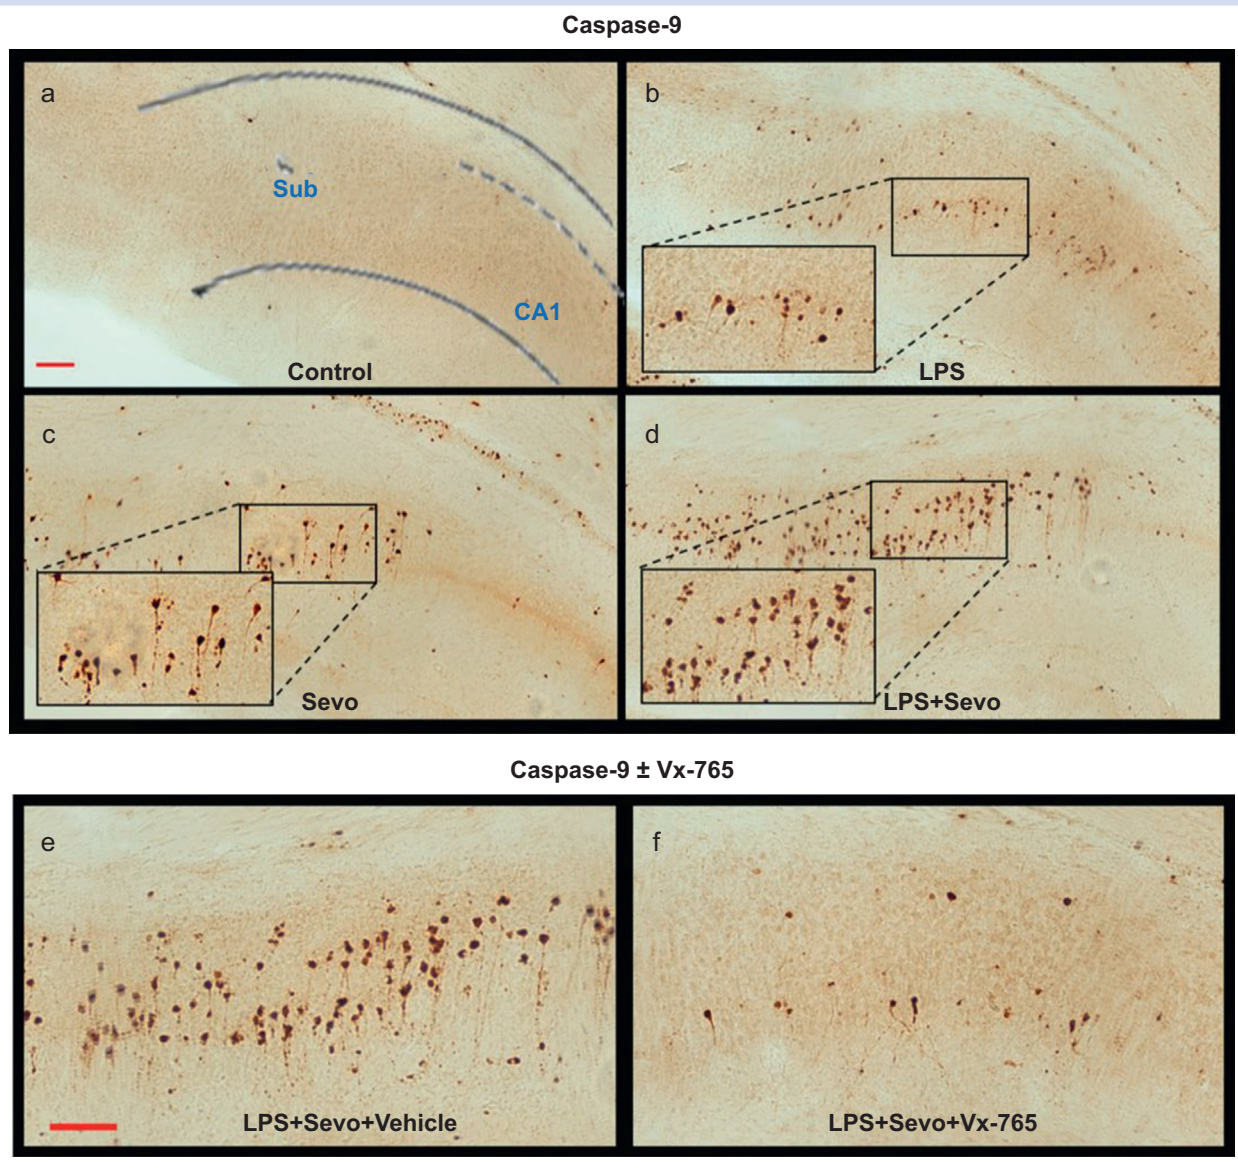 Caspase-9
a
b
Sub
CA1
Control
LPS
c
d
Sevo
LPS+Sevo
Caspase-9 ± Vx-765
e
f
LPS+Sevo+Vehicle
LPS+Sevo+Vx-765